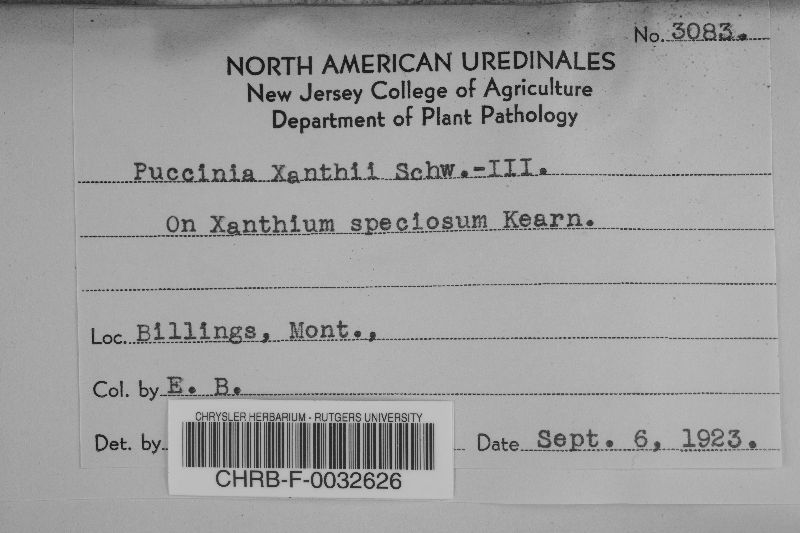 No. 3083.
NORTH AMERICAN UREDINALES
New Jersey College of Agriculture
Department of Plant Pathology
Puccinia Xanthii Schw.-III.
On Xanthium speciosum Kearn.
Loc. Billings, Mont.,
Col. by E. B.
Det. by Date Sept. 6, 1923.
CHRYSLER HERBARIUM - RUTGERS UNIVERSITY
CHRB-F-0032626